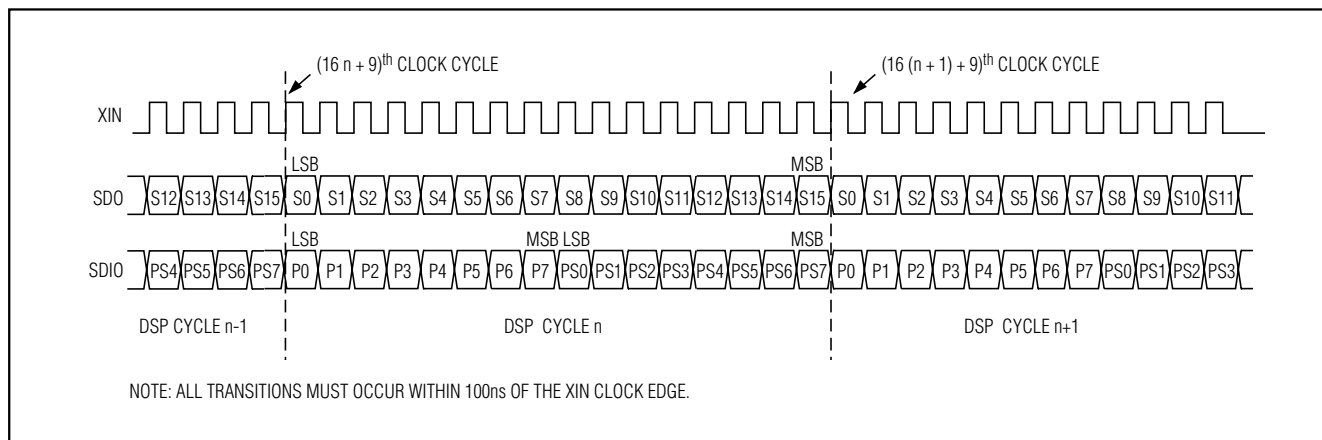 (16 n + 9)th CLOCK CYCLE (16 (n + 1) + 9)th CLOCK CYCLE
XIN
LSB MSB
SDO S12 S13 S14 S15 S0 S1 S2 S3 S4 S5 S6 S7 S8 S9 S10 S11 S12 S13 S14 S15 S0 S1 S2 S3 S4 S5 S6 S7 S8 S9 S10 S11
LSB MSB LSB MSB
SDIO PS4 PS5 PS6 PS7 P0 P1 P2 P3 P4 P5 P6 P7 PS0 PS1 PS2 PS3 PS4 PS5 PS6 PS7 P0 P1 P2 P3 P4 P5 P6 P7 PS0 PS1 PS2 PS3
DSP CYCLE n-1 DSP CYCLE n DSP CYCLE n+1
NOTE: ALL TRANSITIONS MUST OCCUR WITHIN 100ns OF THE XIN CLOCK EDGE.